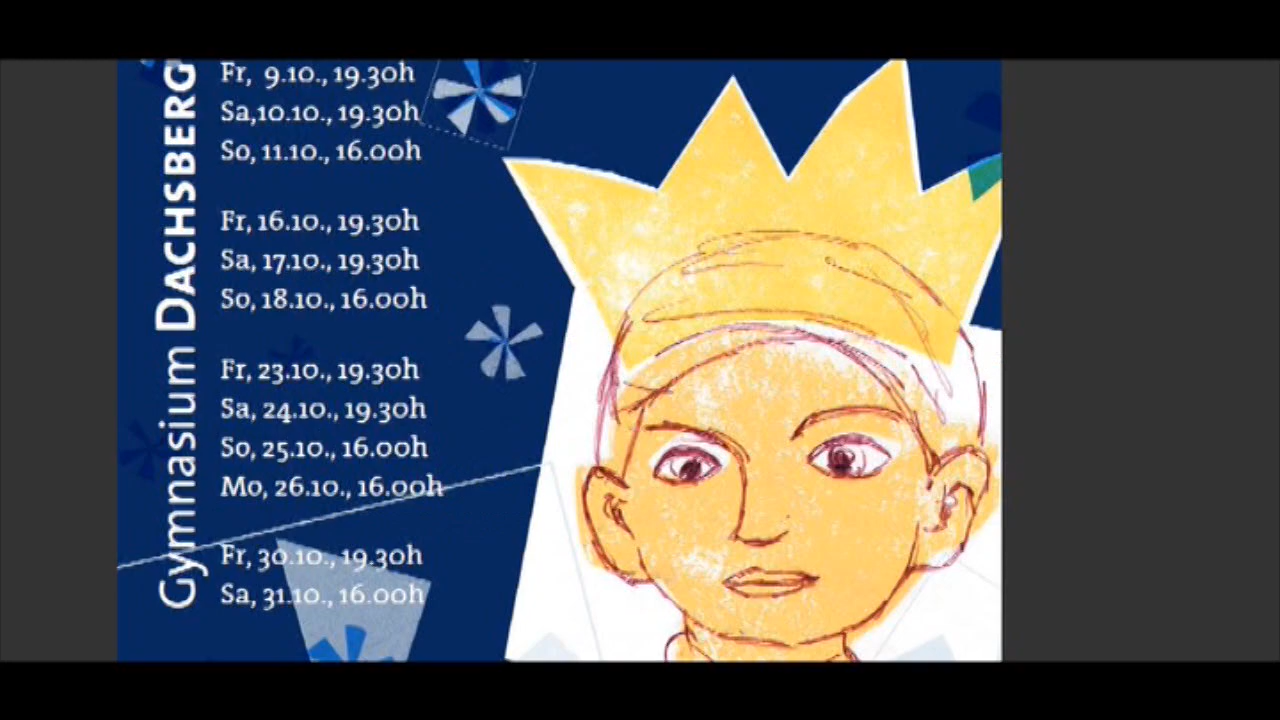 Gymnasium DACHSBERG
Fr, 9.10., 19.30h
Sa,10.10., 19.30h
So, 11.10., 16.00h
Fr, 16.10., 19.30h
Sa, 17.10., 19.30h
So, 18.10., 16.00h
Fr, 23.10., 19.30h
Sa, 24.10., 19.30h
So, 25.10., 16.00h
Mo, 26.10., 16.00h
Fr, 30.10., 19.30h
Sa, 31.10., 16.00h